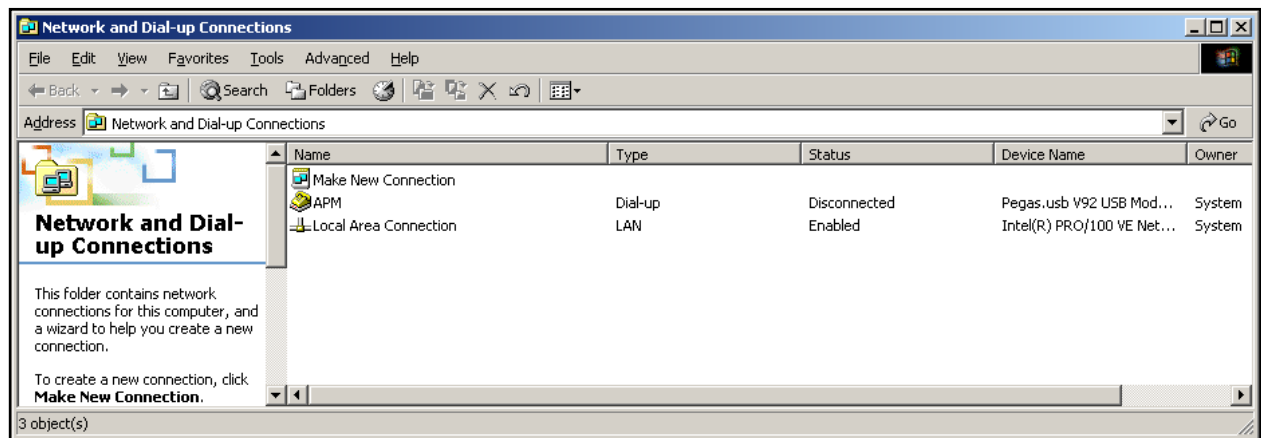 Network and Dial-up Connections
File Edit View Favorites Tools Advanced Help
Back Search Folders
Address Network and Dial-up Connections Go
Name Type Status Device Name Owner
Make New Connection
APM Dial-up Disconnected Pegas.usb V92 USB Mod... System
Local Area Connection LAN Enabled Intel(R) PRO/100 VE Net... System
Network and Dial-
up Connections
This folder contains network
connections for this computer, and
a wizard to help you create a new
connection.
To create a new connection, click
Make New Connection.
3 object(s)